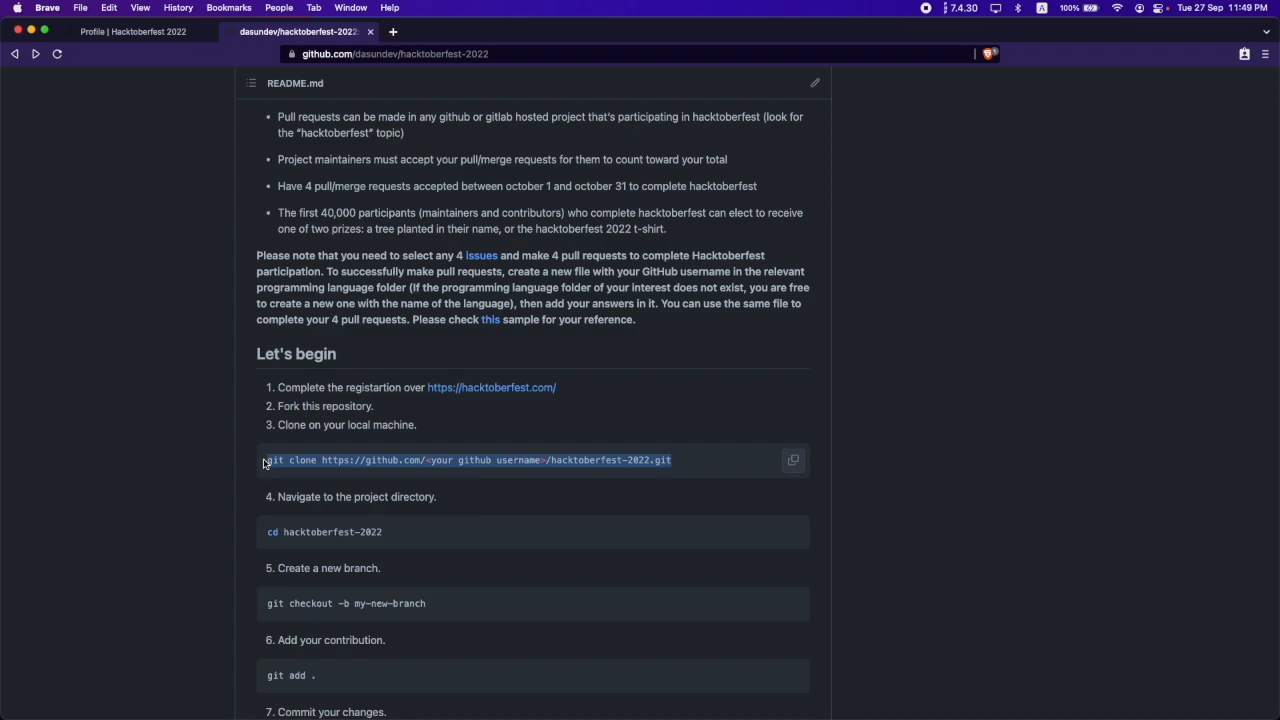 Brave File Edit View History Bookmarks People Tab Window Help 7.4.30 A 100% Tue 27 Sep 11:49 PM
Profile | Hacktoberfest 2022 dasundev/hacktoberfest-2022:
github.com/dasundev/hacktoberfest-2022
README.md
• Pull requests can be made in any github or gitlab hosted project that's participating in hacktoberfest (look for
the "hacktoberfest" topic)
• Project maintainers must accept your pull/merge requests for them to count toward your total
• Have 4 pull/merge requests accepted between october 1 and october 31 to complete hacktoberfest
• The first 40,000 participants (maintainers and contributors) who complete hacktoberfest can elect to receive
one of two prizes: a tree planted in their name, or the hacktoberfest 2022 t-shirt.
Please note that you need to select any 4 issues and make 4 pull requests to complete Hacktoberfest
participation. To successfully make pull requests, create a new file with your GitHub username in the relevant
programming language folder (If the programming language folder of your interest does not exist, you are free
to create a new one with the name of the language), then add your answers in it. You can use the same file to
complete your 4 pull requests. Please check this sample for your reference.
Let's begin
1. Complete the registartion over https://hacktoberfest.com/
2. Fork this repository.
3. Clone on your local machine.
git clone https://github.com/<your github username>/hacktoberfest-2022.git
4. Navigate to the project directory.
cd hacktoberfest-2022
5. Create a new branch.
git checkout -b my-new-branch
6. Add your contribution.
git add .
7. Commit your changes.